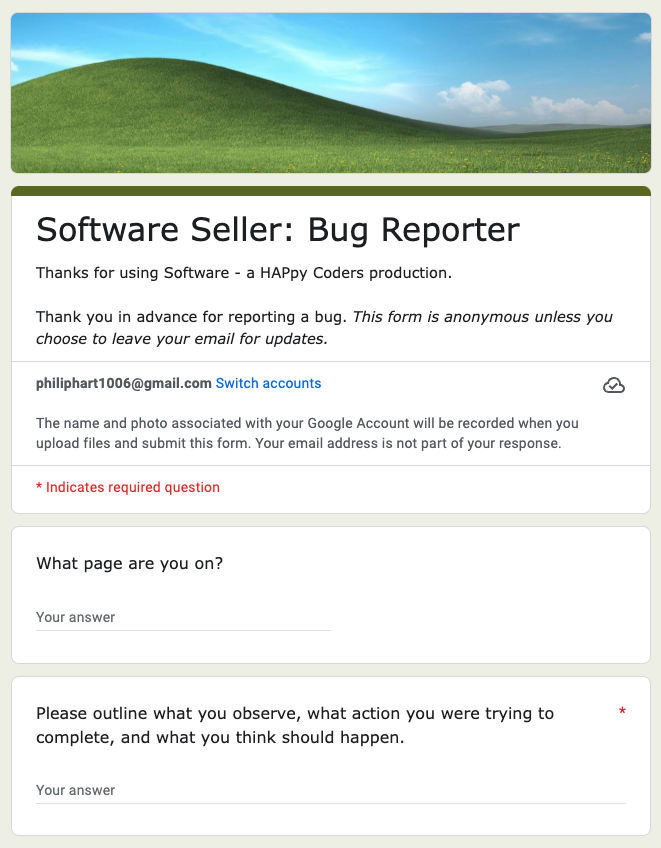 Software Seller: Bug Reporter
Thanks for using Software - a HAPpy Coders production.
Thank you in advance for reporting a bug. This form is anonymous unless you
choose to leave your email for updates.
philiphart1006@gmail.com Switch accounts
The name and photo associated with your Google Account will be recorded when you
upload files and submit this form. Your email address is not part of your response.
* Indicates required question
What page are you on?
Your answer
Please outline what you observe, what action you were trying to *
complete, and what you think should happen.
Your answer